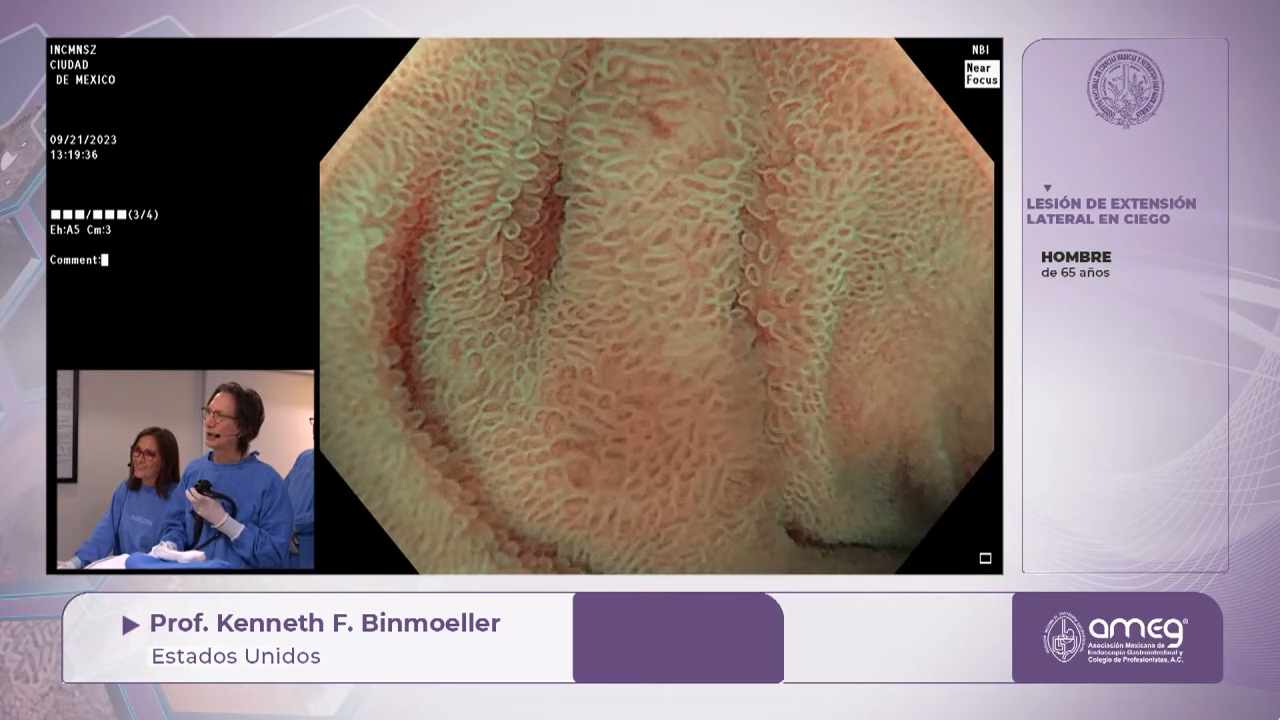 INCMNSZ
CIUDAD
DE MEXICO
09/21/2023
13:19:36
■■■/■■■(3/4)
Eh:A5 Cm:3
Comment:
NBI
Near
Focus
LESIÓN DE EXTENSIÓN
LATERAL EN CIEGO
HOMBRE
de 65 años
Prof. Kenneth F. Binmoeller
Estados Unidos
ameg®
Asociación Mexicana de
Endoscopia Gastrointestinal y
Colegio de Profesionistas, A.C.